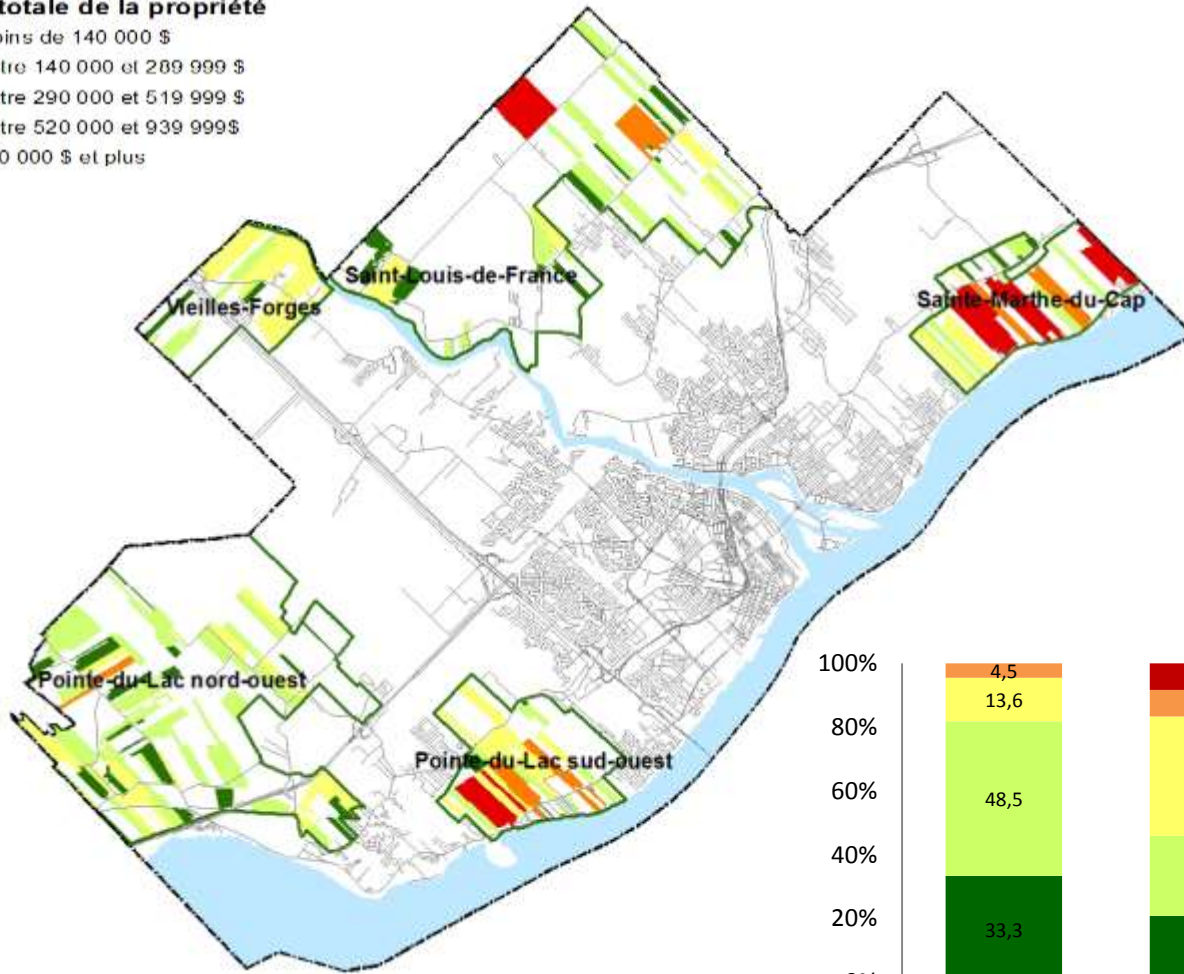 totale de la propriété
oins de 140 000 $
tre 140 000 et 289 999 $
tre 290 000 et 519 999 $
tre 520 000 et 939 999$
0 000 $ et plus
Saint-Louis-de-France
Vieilles-Forges
Sainte-Marthe-du-Cap
Pointe-du-Lac nord-ouest
Pointe-du-Lac sud-ouest
100%
80%
60%
40%
20%
4,5
13,6
48,5
33,3